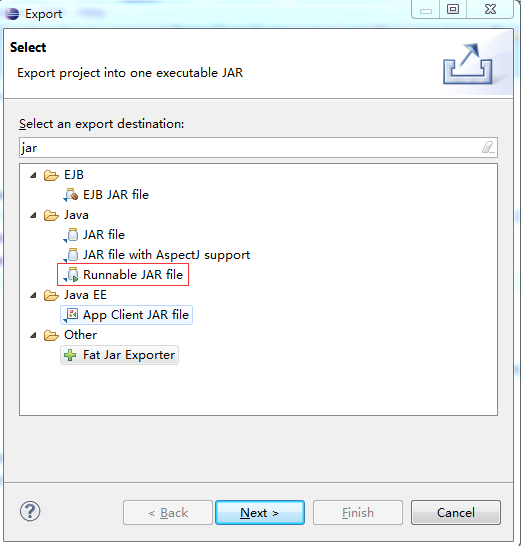 Export
Select
Export project into one executable JAR
Select an export destination:
jar
EJB
EJB JAR file
Java
JAR file
JAR file with AspectJ support
Runnable JAR file
Java EE
App Client JAR file
Other
Fat Jar Exporter
? < Back Next > Finish Cancel